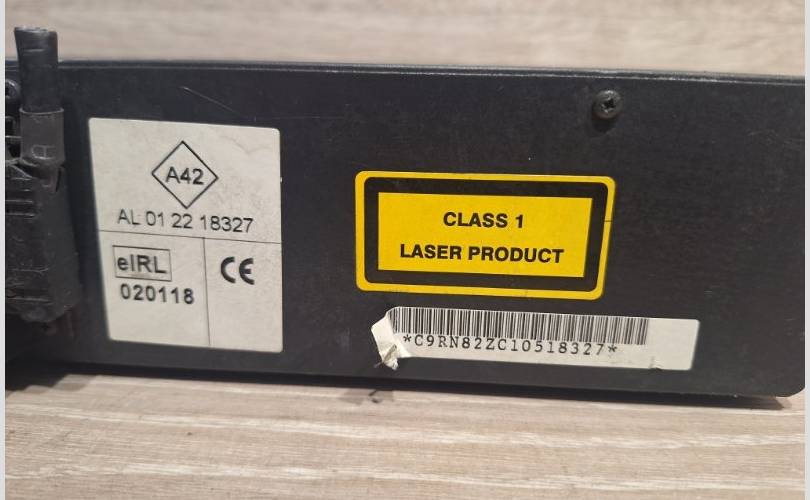 A42
AL 01 22 18327
eIRL
020118
CE
CLASS 1
LASER PRODUCT
*C9RN82ZC10518327*